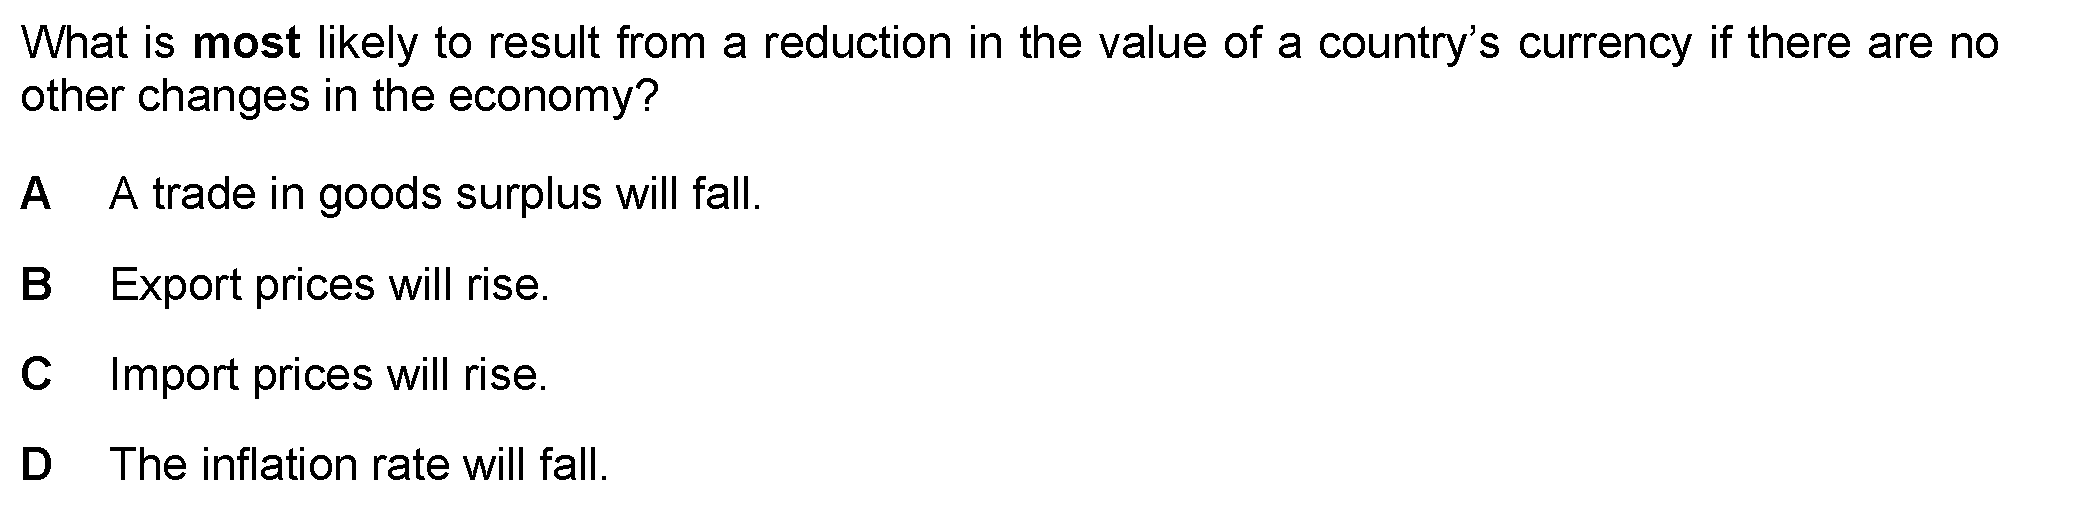 What is most likely to result from a reduction in the value of a country's currency if there are no
other changes in the economy?
A A trade in goods surplus will fall.
B Export prices will rise.
C Import prices will rise.
D The inflation rate will fall.